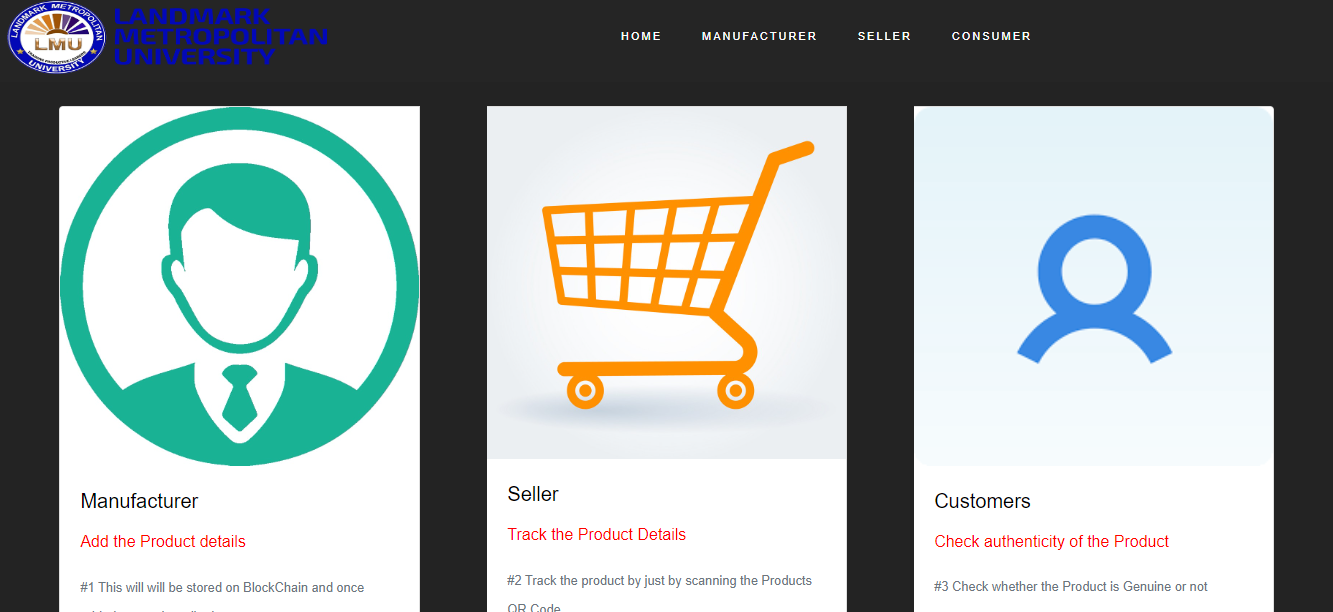 LANDMARK METROPOLITAN
LMU
UNIVERSITY
LANDMARK
METROPOLITAN
UNIVERSITY
HOME MANUFACTURER SELLER CONSUMER
Manufacturer
Add the Product details
#1 This will will be stored on BlockChain and once
Seller
Track the Product Details
#2 Track the product by just by scanning the Products
QR Code
Customers
Check authenticity of the Product
#3 Check whether the Product is Genuine or not